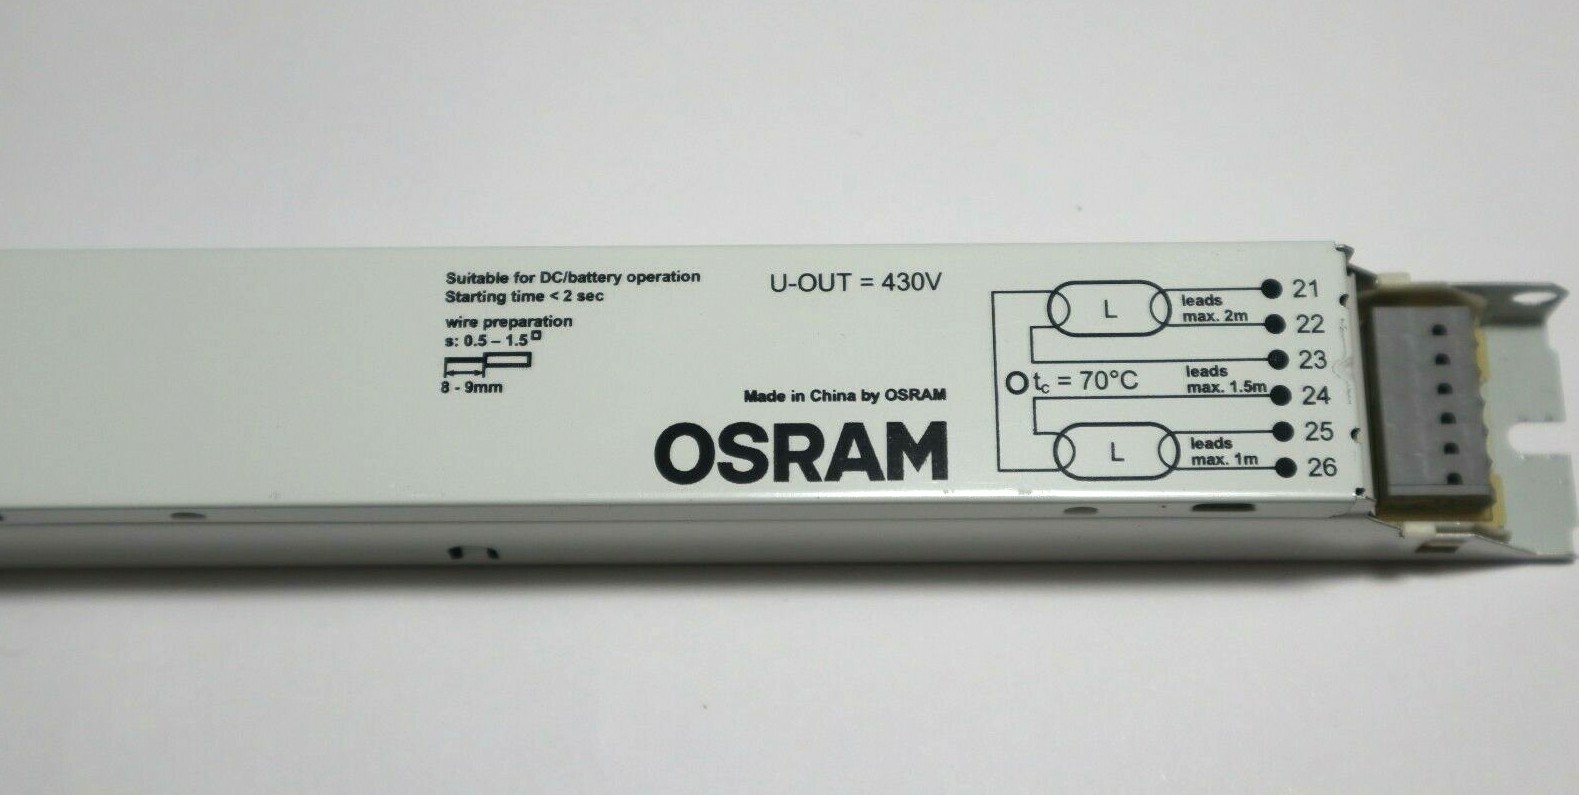 Suitable for DC/battery operation
Starting time < 2 sec
wire preparation
s: 0.5 – 1.5□
8 - 9mm
U-OUT = 430V
Made in China by OSRAM
OSRAM
L
leads
max. 2m
21
22
23
tc = 70°C
leads
max. 1.5m
24
L
leads
max. 1m
25
26